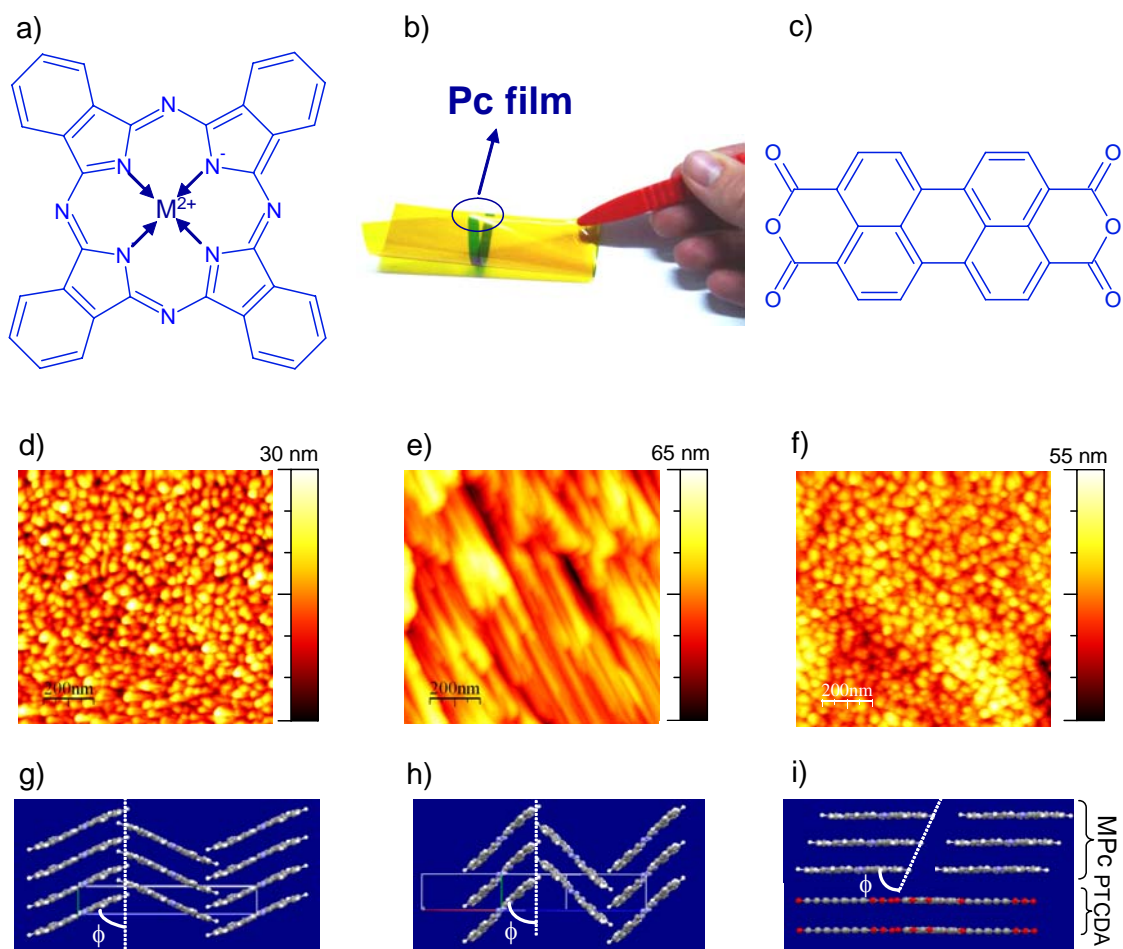 a)
b)
c)
Pc film
N
N
N
-
N
M2+
N
N
N
N
O
O
O
O
O
O
d)
e)
f)
30 nm
65 nm
55 nm
200nm
200nm
200nm
g)
h)
i)
ϕ
ϕ
ϕ
MPc
PTCDA